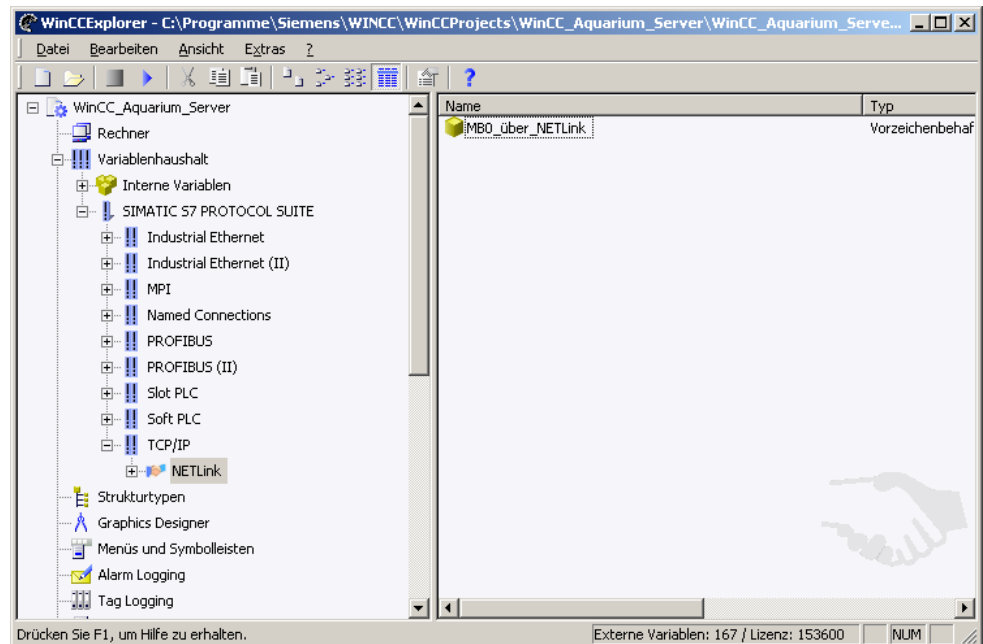 WinCCExplorer - C:\Programme\Siemens\WINCC\WinCCProjects\WinCC_Aquarium_Server\WinCC_Aquarium_Serve...
Datei Bearbeiten Ansicht Extras ?
WinCC_Aquarium_Server
Rechner
Variablenhaushalt
Interne Variablen
SIMATIC S7 PROTOCOL SUITE
Industrial Ethernet
Industrial Ethernet (II)
MPI
Named Connections
PROFIBUS
PROFIBUS (II)
Slot PLC
Soft PLC
TCP/IP
NETLink
Strukturtypen
Graphics Designer
Menüs und Symbolleisten
Alarm Logging
Tag Logging
Name Typ
MB0_über_NETLink Vorzeichenbehaf
Drücken Sie F1, um Hilfe zu erhalten. Externe Variablen: 167 / Lizenz: 153600 NUM